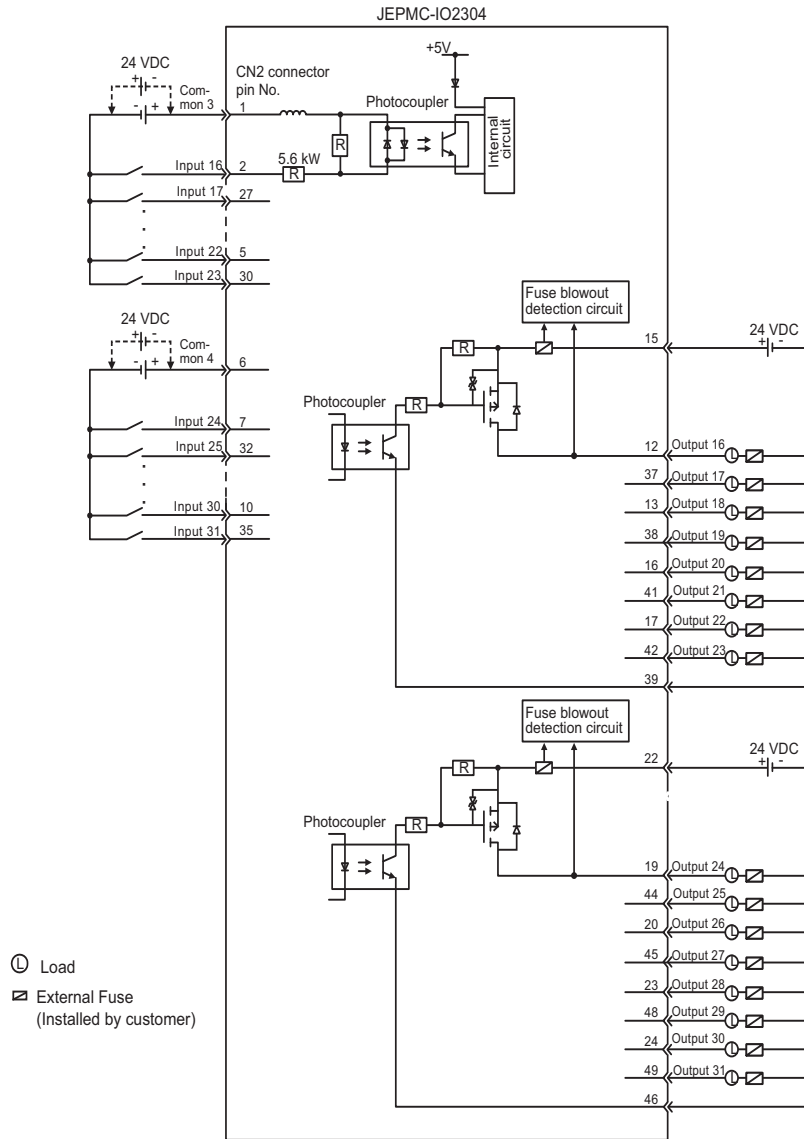 JEPMC-IO2304
24 VDC
+ -
- +
Com-
mon 3
CN2 connector
pin No.
1
+5V
Photocoupler
Internal
circuit
R
5.6 kW
R
Input 16 2
Input 17 27
Input 22 5
Input 23 30
24 VDC
+ -
- +
Com-
mon 4
6
Input 24 7
Input 25 32
Input 30 10
Input 31 35
Fuse blowout
detection circuit
15
24 VDC
+ -
R
Photocoupler
R
12 Output 16 L
37 Output 17 L
13 Output 18 L
38 Output 19 L
16 Output 20 L
41 Output 21 L
17 Output 22 L
42 Output 23 L
39
Fuse blowout
detection circuit
22
24 VDC
+ -
R
Photocoupler
R
19 Output 24 L
44 Output 25 L
20 Output 26 L
45 Output 27 L
23 Output 28 L
48 Output 29 L
24 Output 30 L
49 Output 31 L
46
L Load
External Fuse
(Installed by customer)